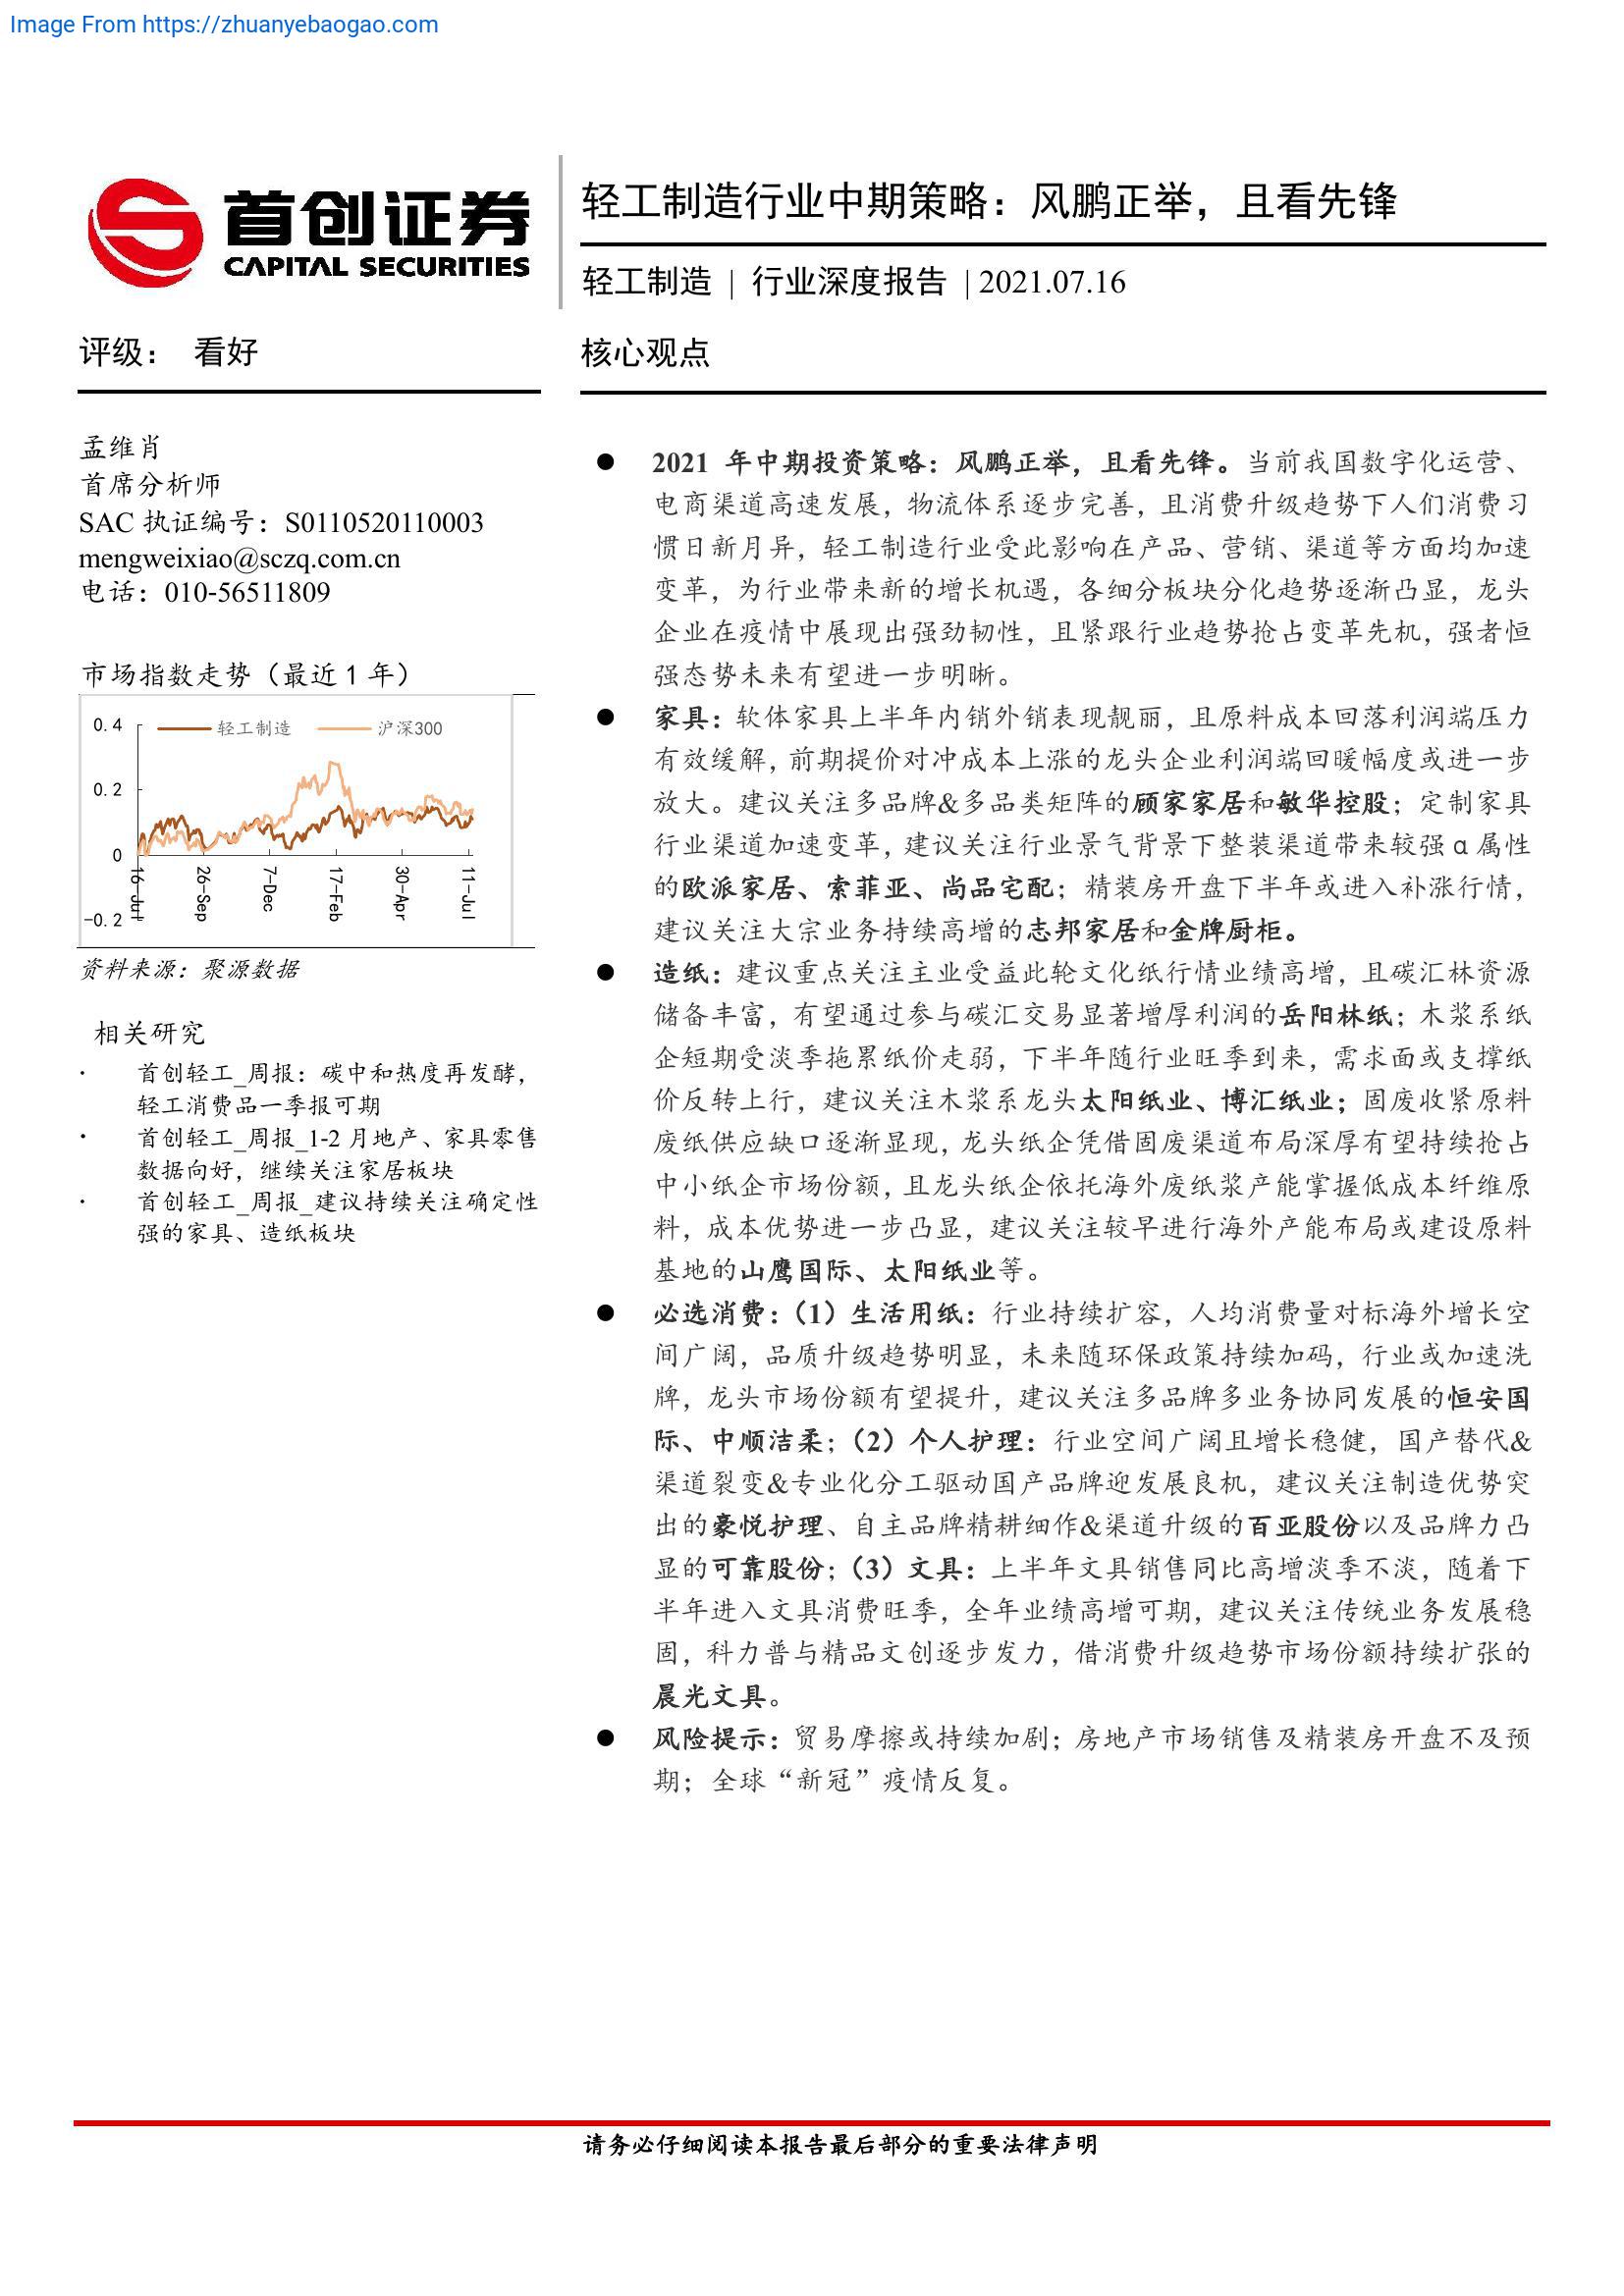 Image From https://zhuanyebaogao.com
首创证券
CAPITAL SECURITIES
轻工制造行业中期策略：风鹏正举，且看先锋
轻工制造 | 行业深度报告 | 2021.07.16
评级： 看好
孟维肖
首席分析师
SAC 执证编号：S0110520110003
mengweixiao@sczq.com.cn
电话：010-56511809
市场指数走势（最近 1 年）
轻工制造 沪深300
0.4
0.2
0
-0.2
16-Jul 26-Sep 7-Dec 17-Feb 30-Apr 11-Jul
资料来源：聚源数据
相关研究
· 首创轻工_周报：碳中和热度再发酵，
轻工消费品一季报可期
· 首创轻工_周报_1-2 月地产、家具零售
数据向好，继续关注家居板块
· 首创轻工_周报_建议持续关注确定性
强的家具、造纸板块
核心观点
● 2021 年中期投资策略：风鹏正举，且看先锋。当前我国数字化运营、
电商渠道高速发展，物流体系逐步完善，且消费升级趋势下人们消费习
惯日新月异，轻工制造行业受此影响在产品、营销、渠道等方面均加速
变革，为行业带来新的增长机遇，各细分板块分化趋势逐渐凸显，龙头
企业在疫情中展现出强劲韧性，且紧跟行业趋势抢占变革先机，强者恒
强态势未来有望进一步明晰。
● 家具：软体家具上半年内销外销表现靓丽，且原料成本回落利润端压力
有效缓解，前期提价对冲成本上涨的龙头企业利润端回暖幅度或进一步
放大。建议关注多品牌&多品类矩阵的顾家家居和敏华控股；定制家具
行业渠道加速变革，建议关注行业景气背景下整装渠道带来较强 α 属性
的欧派家居、索菲亚、尚品宅配；精装房开盘下半年或进入补涨行情，
建议关注大宗业务持续高增的志邦家居和金牌厨柜。
● 造纸：建议重点关注主业受益此轮文化纸行情业绩高增，且碳汇林资源
储备丰富，有望通过参与碳汇交易显著增厚利润的岳阳林纸；木浆系纸
企短期受淡季拖累纸价走弱，下半年随行业旺季到来，需求面或支撑纸
价反转上行，建议关注木浆系龙头太阳纸业、博汇纸业；固废收紧原料
废纸供应缺口逐渐显现，龙头纸企凭借固废渠道布局深厚有望持续抢占
中小纸企市场份额，且龙头纸企依托海外废纸浆产能掌握低成本纤维原
料，成本优势进一步凸显，建议关注较早进行海外产能布局或建设原料
基地的山鹰国际、太阳纸业等。
● 必选消费：（1）生活用纸：行业持续扩容，人均消费量对标海外增长空
间广阔，品质升级趋势明显，未来随环保政策持续加码，行业或加速洗
牌，龙头市场份额有望提升，建议关注多品牌多业务协同发展的恒安国
际、中顺洁柔；（2）个人护理：行业空间广阔且增长稳健，国产替代&
渠道裂变&专业化分工驱动国产品牌迎发展良机，建议关注制造优势突
出的豪悦护理、自主品牌精耕细作&渠道升级的百亚股份以及品牌力凸
显的可靠股份；（3）文具：上半年文具销售同比高增淡季不淡，随着下
半年进入文具消费旺季，全年业绩高增可期，建议关注传统业务发展稳
固，科力普与精品文创逐步发力，借消费升级趋势市场份额持续扩张的
晨光文具。
● 风险提示：贸易摩擦或持续加剧；房地产市场销售及精装房开盘不及预
期；全球“新冠”疫情反复。
请务必仔细阅读本报告最后部分的重要法律声明